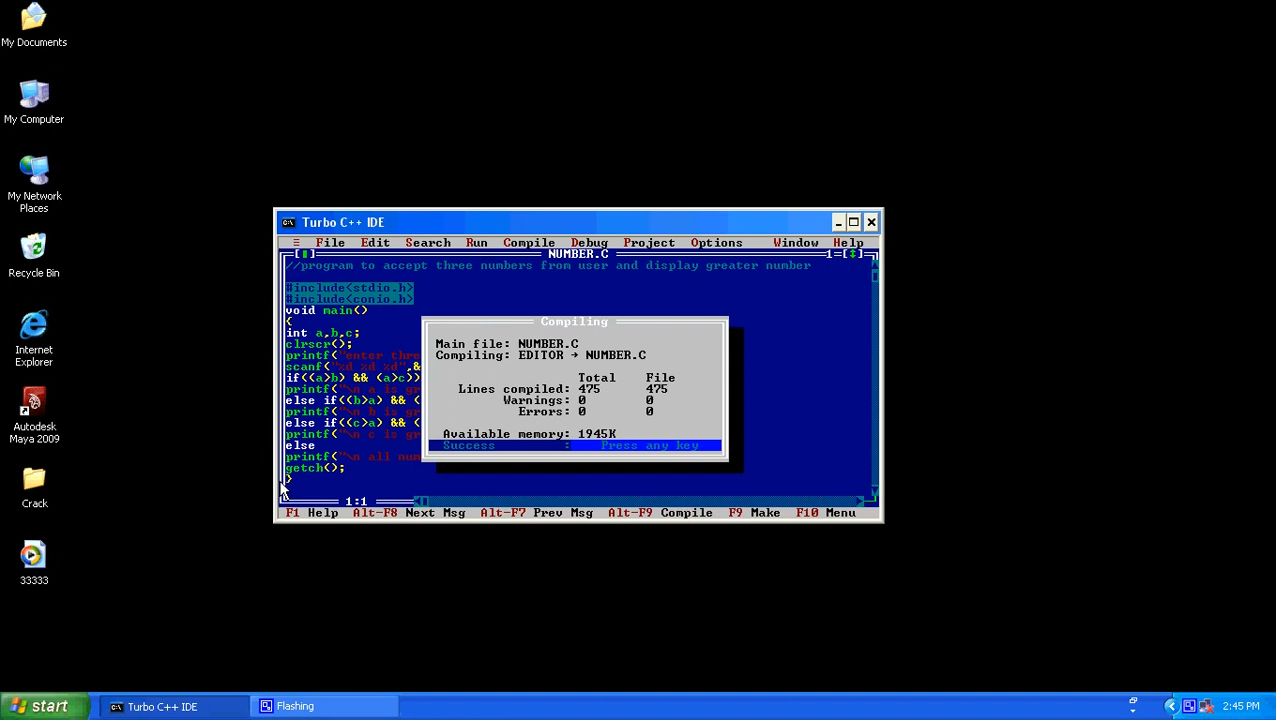 My Documents
My Computer
My Network
Places
Recycle Bin
Internet
Explorer
Autodesk
Maya 2009
Crack
33333
Turbo C++ IDE
File Edit Search Run Compile Debug Project Options Window Help
NUMBER.C 1
//program to accept three numbers from user and display greater number
#include<stdio.h>
#include<conio.h>
void main()
{
int a,b,c;
clrscr();
printf("enter thre
scanf("%d %d %d",&
if((a>b) && (a>c))
printf("\n a is gr
else if((b>a) && (
printf("\n b is gr
else if((c>a) && (
printf("\n c is gr
else
printf("\n all num
getch();
}
1:1
Compiling
Main file: NUMBER.C
Compiling: EDITOR → NUMBER.C
Total File
Lines compiled: 475 475
Warnings: 0 0
Errors: 0 0
Available memory: 1945K
Success : Press any key
F1 Help Alt-F8 Next Msg Alt-F7 Prev Msg Alt-F9 Compile F9 Make F10 Menu
start
Turbo C++ IDE
Flashing
2:45 PM